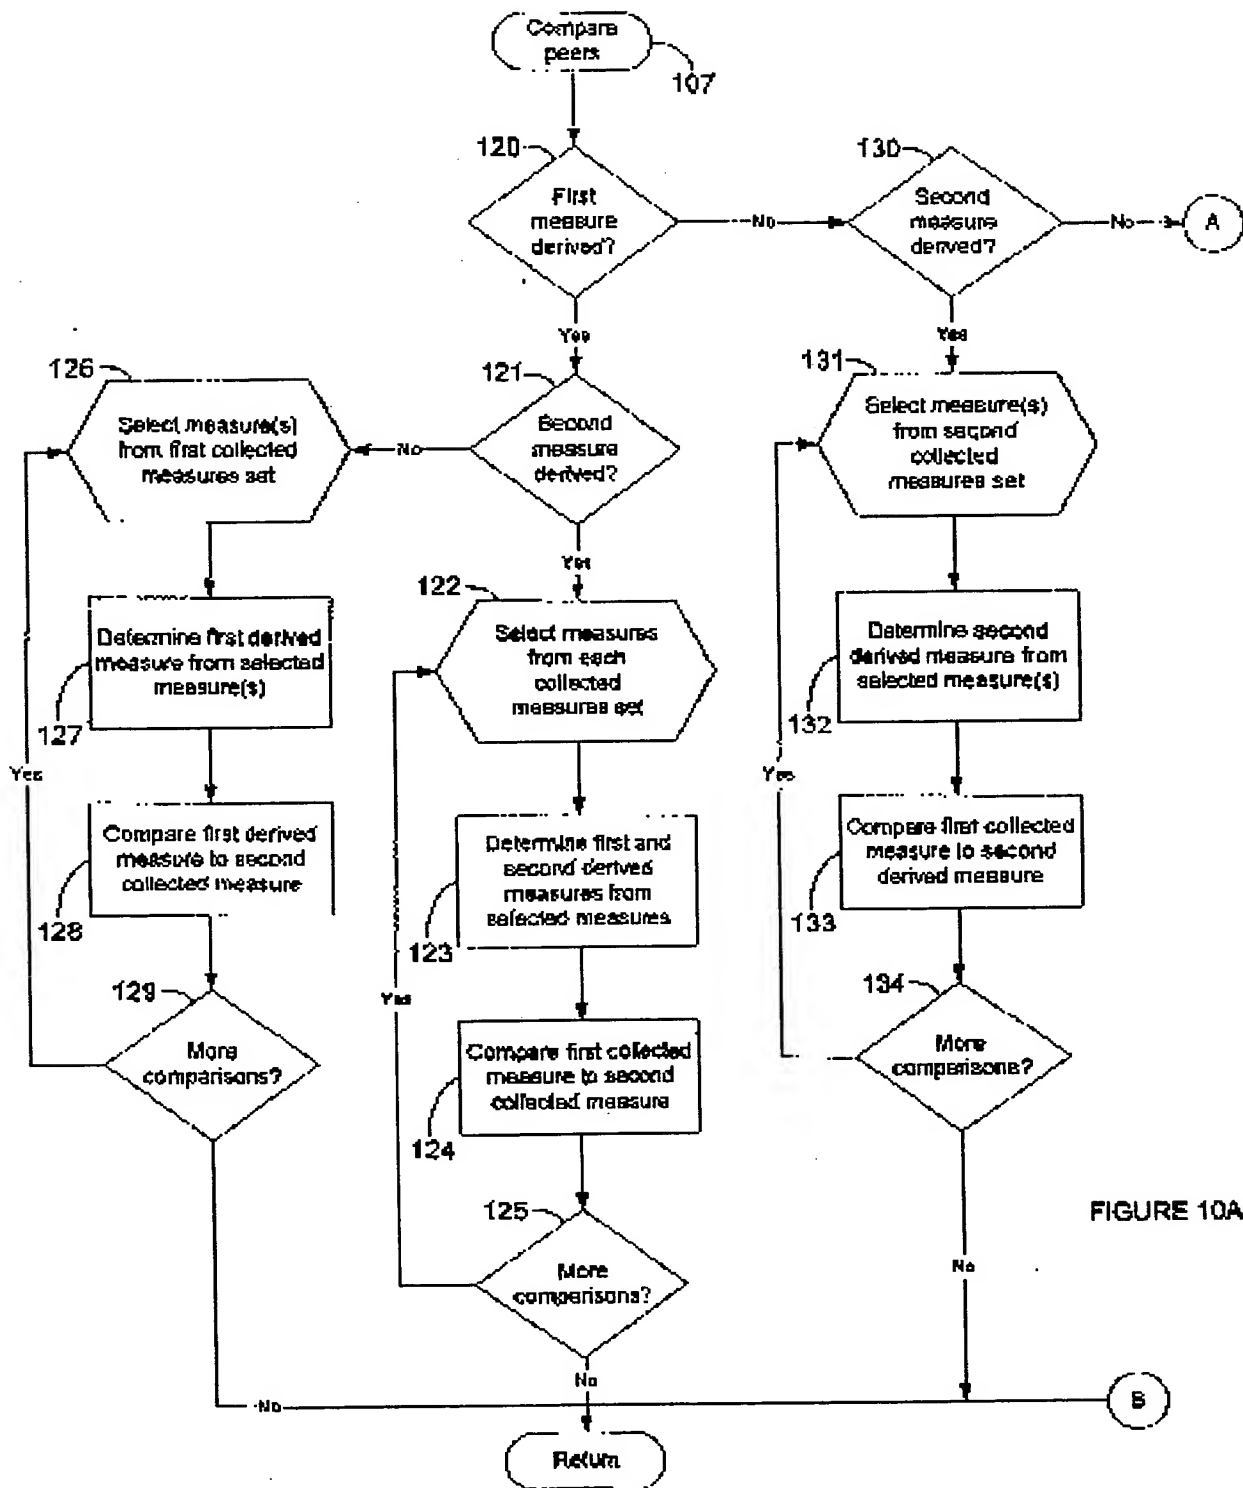 Compare
peers
107
120
First
measure
derived?
No
130
Second
measure
derived?
No
A
Yes
Yes
126
Select measure(s)
from first collected
measures set
No
121
Second
measure
derived?
131
Select measure(s)
from second
collected
measures set
Yes
122
Select measures
from each
collected
measures set
Determine first derived
measure from selected
measure(s)
127
Determine second
derived measure from
selected measure(s)
132
Yes
Yes
Compare first derived
measure to second
collected measure
128
Determine first and
second derived
measures from
selected measures
123
Compare first collected
measure to second
derived measure
133
129
More
comparisons?
Yes
134
More
comparisons?
Compare first collected
measure to second
collected measure
124
125
More
comparisons?
FIGURE 10A
No
No
No
B
Return